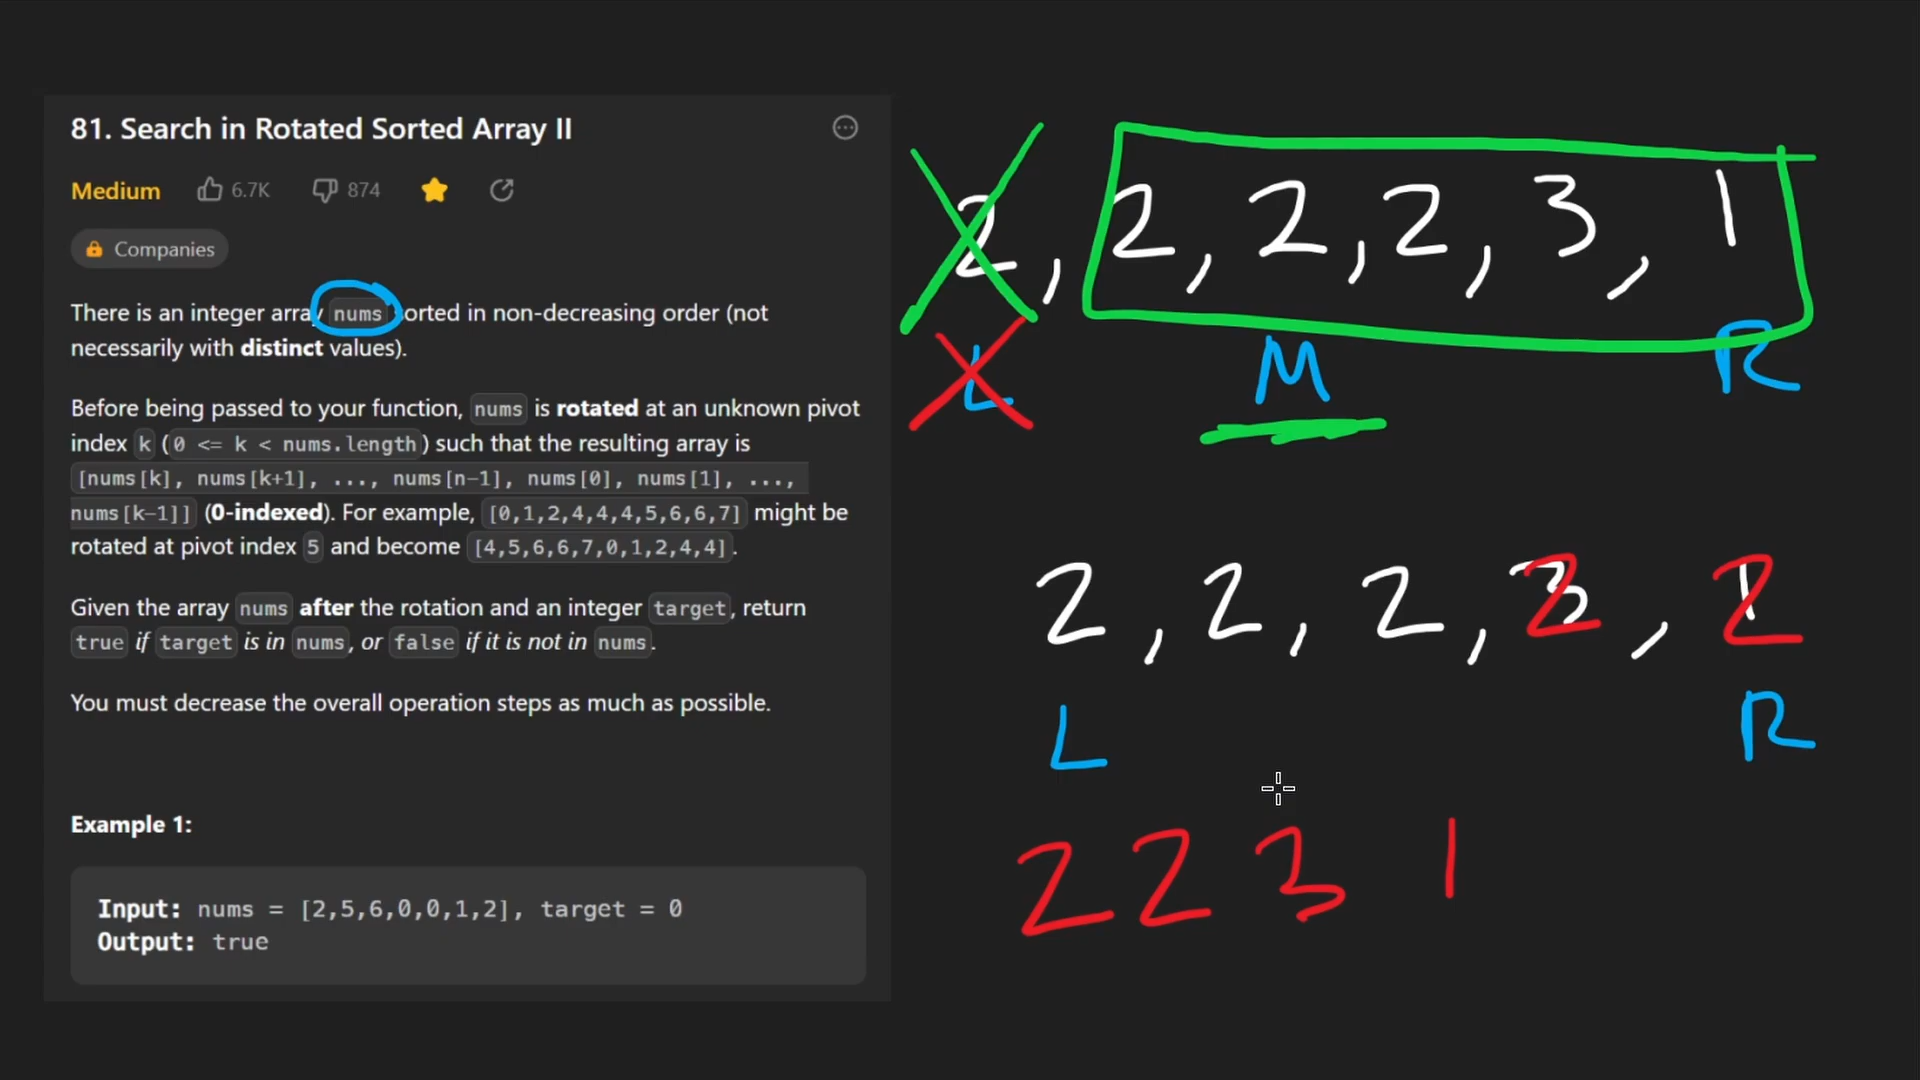 81. Search in Rotated Sorted Array II
Medium 6.7K 874
Companies
There is an integer array nums sorted in non-decreasing order (not
necessarily with distinct values).
Before being passed to your function, nums is rotated at an unknown pivot
index k (0 <= k < nums.length) such that the resulting array is
[nums[k], nums[k+1], ..., nums[n-1], nums[0], nums[1], ...,
nums[k-1]] (0-indexed). For example, [0,1,2,4,4,4,5,6,6,7] might be
rotated at pivot index 5 and become [4,5,6,6,7,0,1,2,4,4].
Given the array nums after the rotation and an integer target, return
true if target is in nums, or false if it is not in nums.
You must decrease the overall operation steps as much as possible.
Example 1:
Input: nums = [2,5,6,0,0,1,2], target = 0
Output: true
2, 2, 2, 2, 3, 1
L M R
2, 2, 2, 2, 2
L R
2 2 3 1